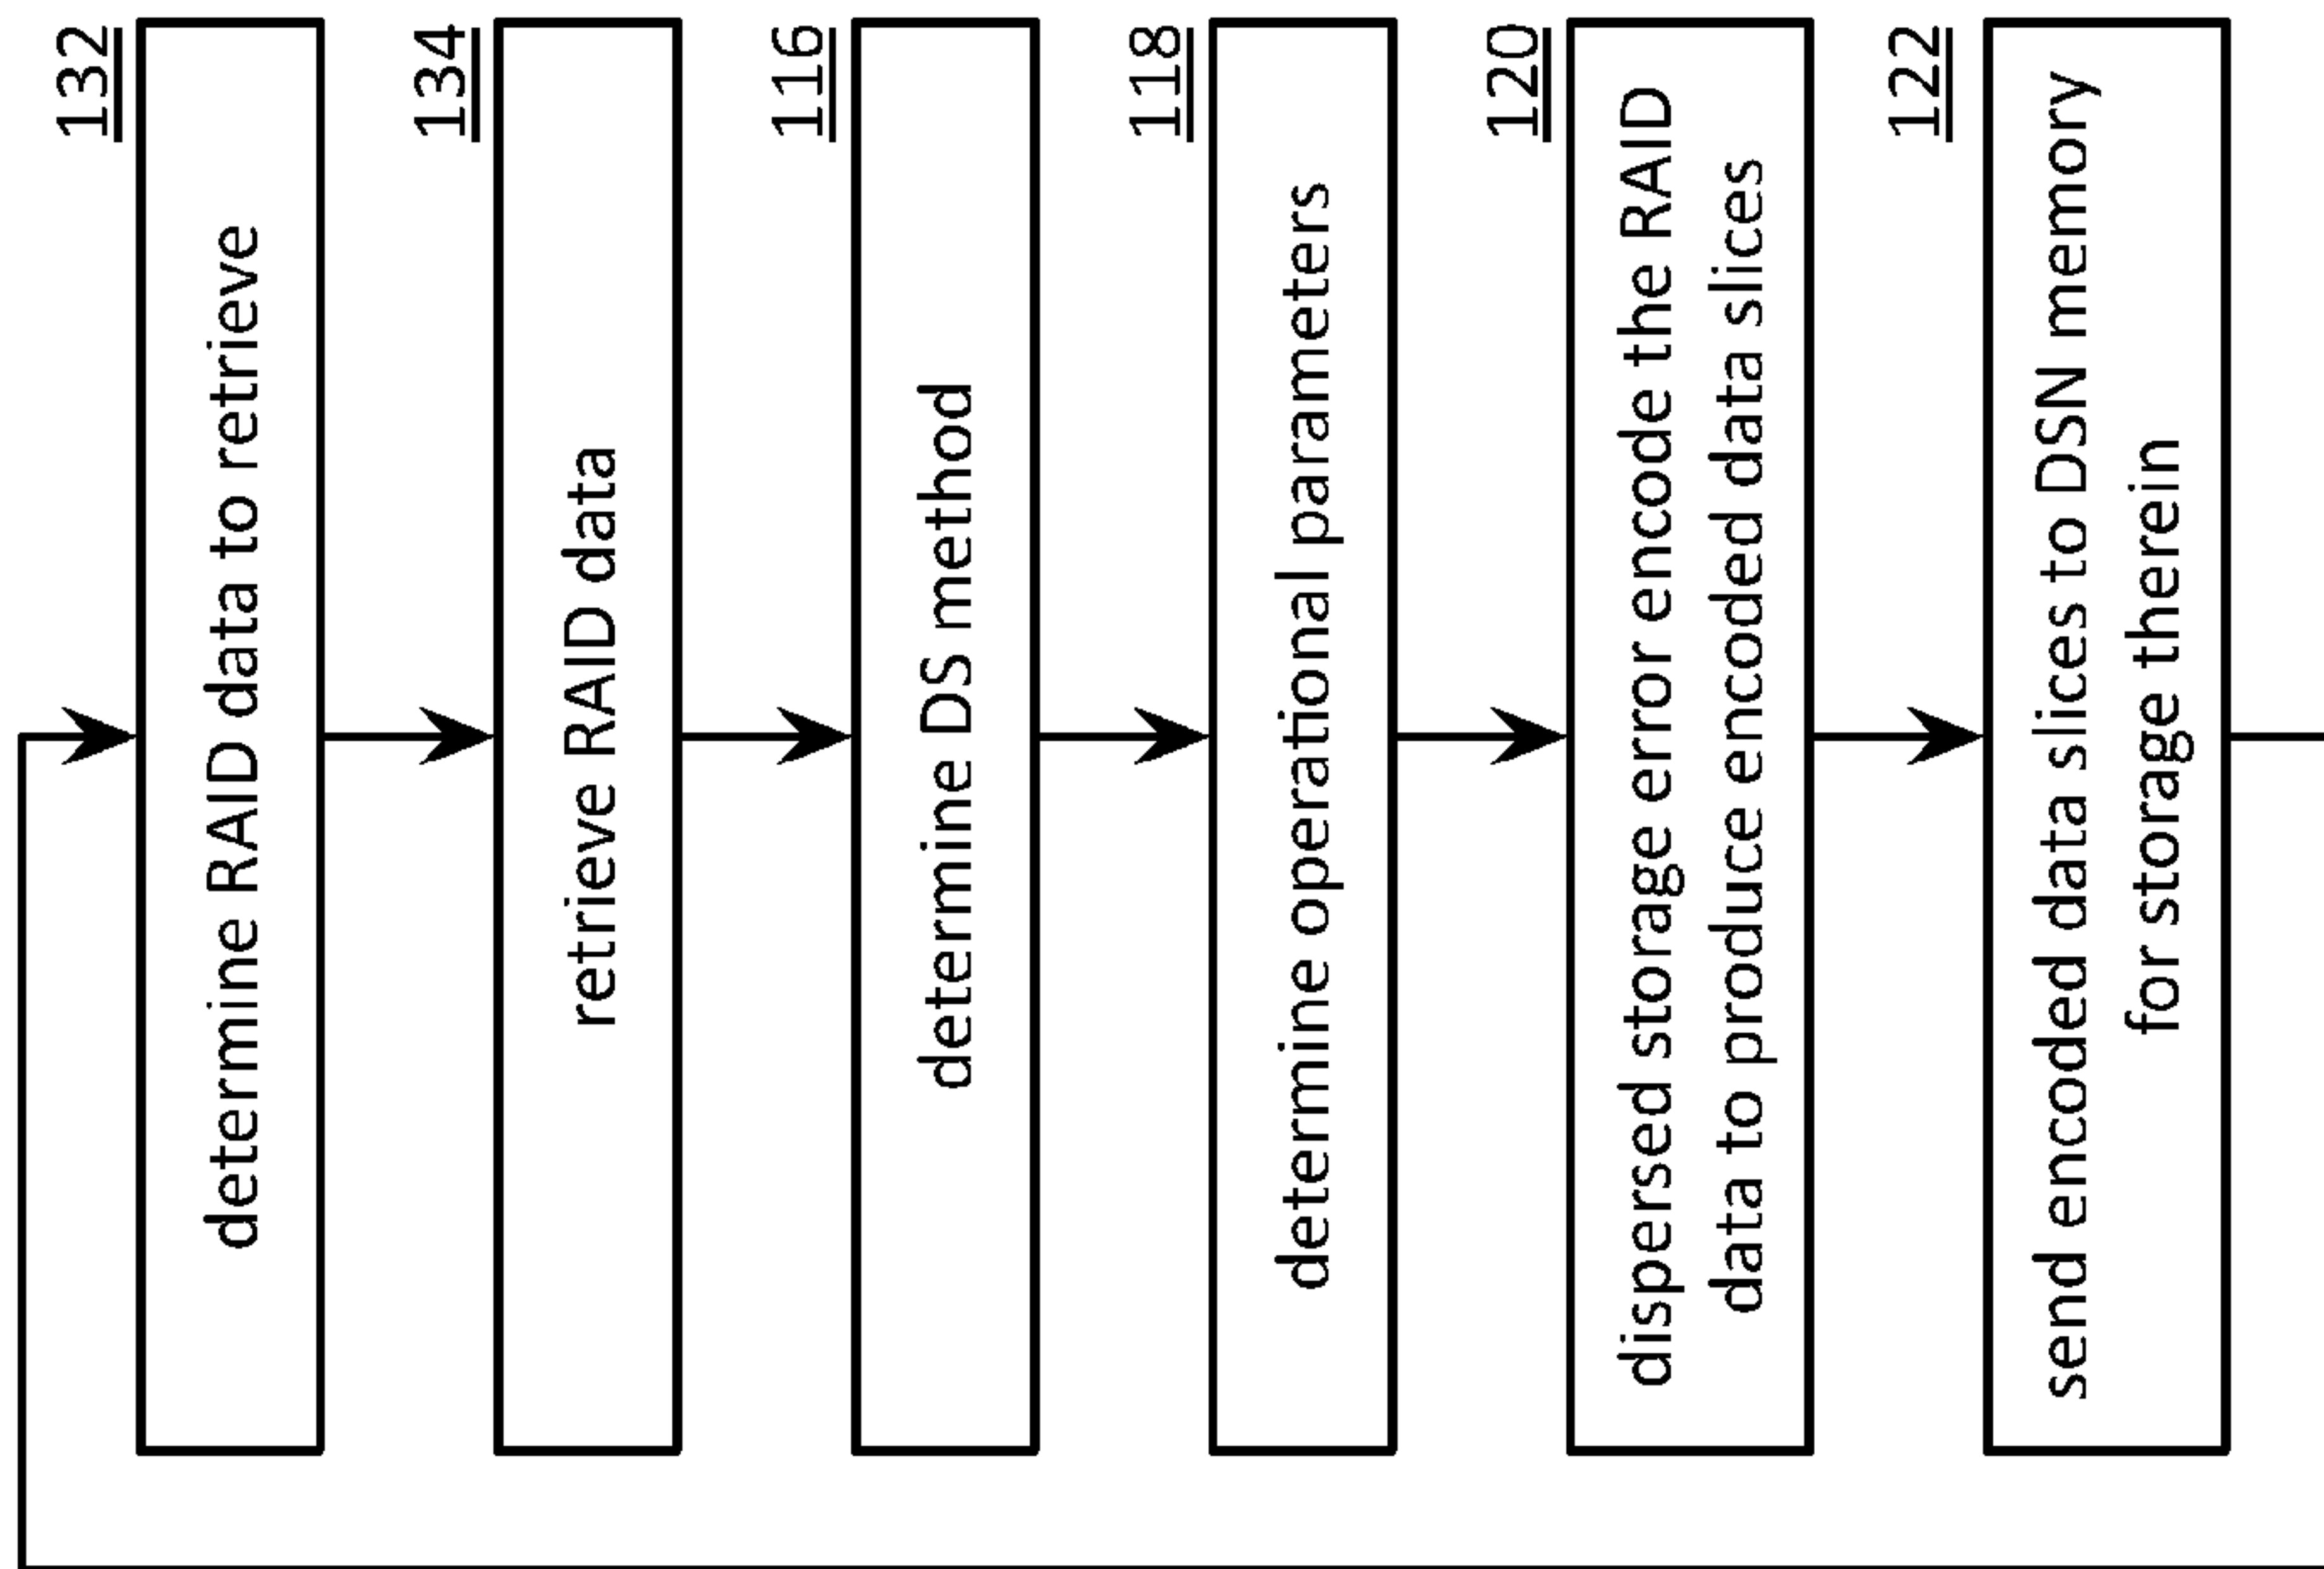 132
determine RAID data to retrieve
134
retrieve RAID data
116
determine DS method
118
determine operational parameters
120
dispersed storage error encode the RAID
data to produce encoded data slices
122
send encoded data slices to DSN memory
for storage therein